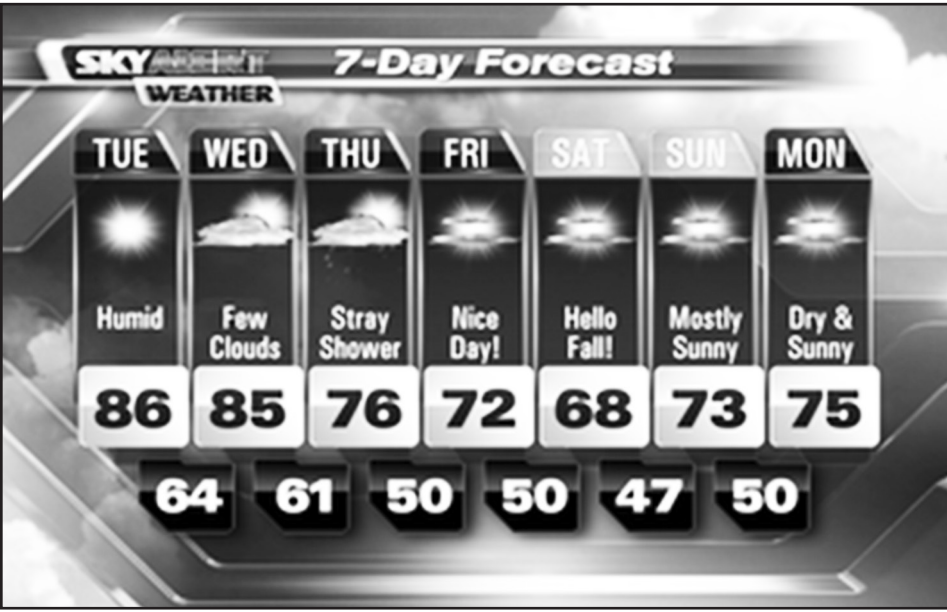 SKY ALERT 7-Day Forecast
WEATHER
TUE WED THU FRI SAT SUN MON
Humid Few Stray Nice Hello Mostly Dry &
Clouds Shower Day! Fall! Sunny Sunny
86 85 76 72 68 73 75
64 61 50 50 47 50